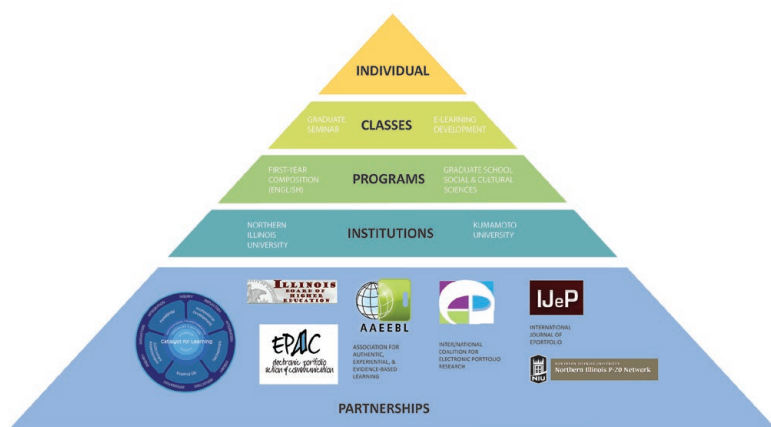 INDIVIDUAL
GRADUATE
SEMINAR
CLASSES
E-LEARNING
DEVELOPMENT
FIRST-YEAR
COMPOSITION
(ENGLISH)
PROGRAMS
GRADUATE SCHOOL
SOCIAL & CULTURAL
SCIENCES
NORTHERN
ILLINOIS
UNIVERSITY
INSTITUTIONS
KUMAMOTO
UNIVERSITY
Catalyst for Learning
ILLINOIS
BOARD OF
HIGHER
EDUCATION
EPAC
electronic portfolio
action & communication
AAEEBL
ASSOCIATION FOR
AUTHENTIC,
EXPERIENTIAL, &
EVIDENCE-BASED
LEARNING
INTER/NATIONAL
COALITION FOR
ELECTRONIC PORTFOLIO
RESEARCH
IJeP
INTERNATIONAL
JOURNAL OF
EPORTFOLIO
NIU
NORTHERN ILLINOIS UNIVERSITY
Northern Illinois P-20 Network
PARTNERSHIPS